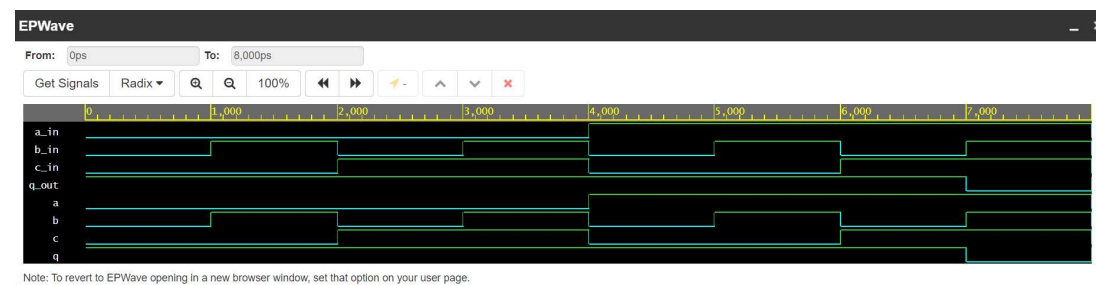 EPWave
From: 0ps To: 8,000ps
Get Signals Radix 100% -
0 1,000 2,000 3,000 4,000 5,000 6,000 7,000
a_in
b_in
c_in
q_out
a
b
c
q
Note: To revert to EPWave opening in a new browser window, set that option on your user page.